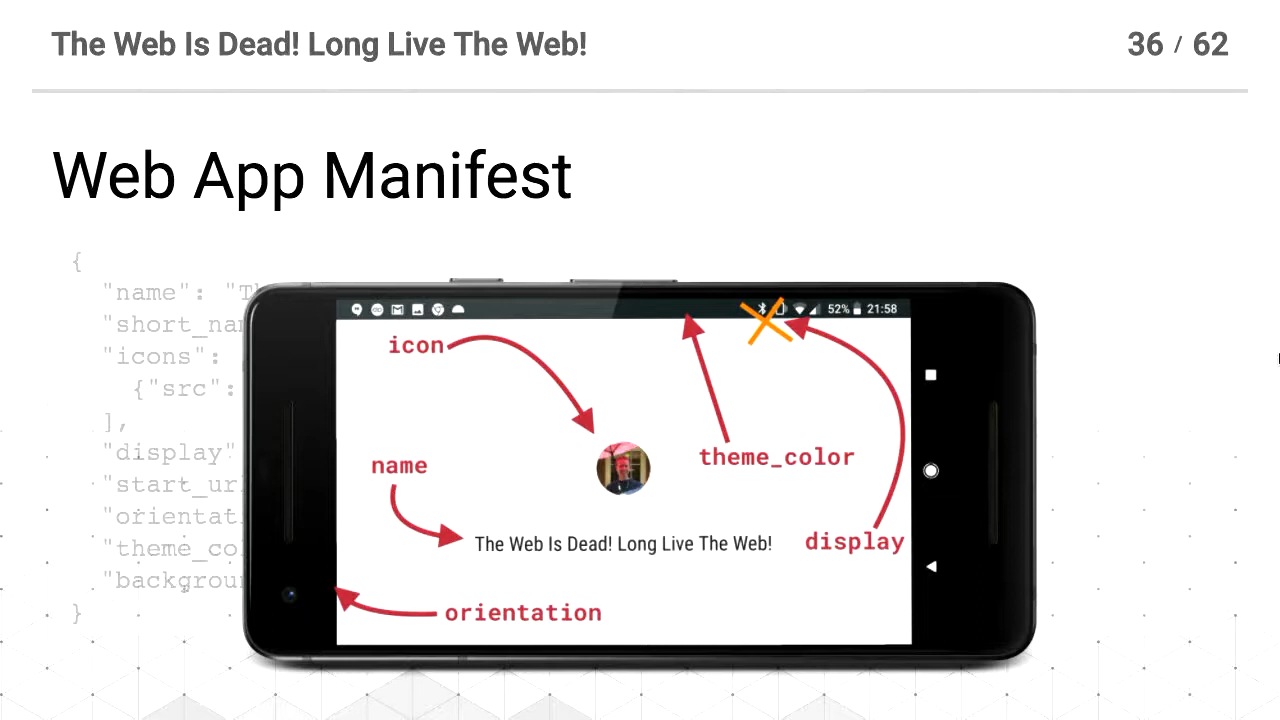 The Web Is Dead! Long Live The Web!
36 / 62
Web App Manifest
{
"name": "T
"short_na
"icons":
{"src":
],
"display"
"start_ur
"orientat
"theme_co
"backgrou
}
52% 21:58
icon
theme_color
name
The Web Is Dead! Long Live The Web!
display
orientation